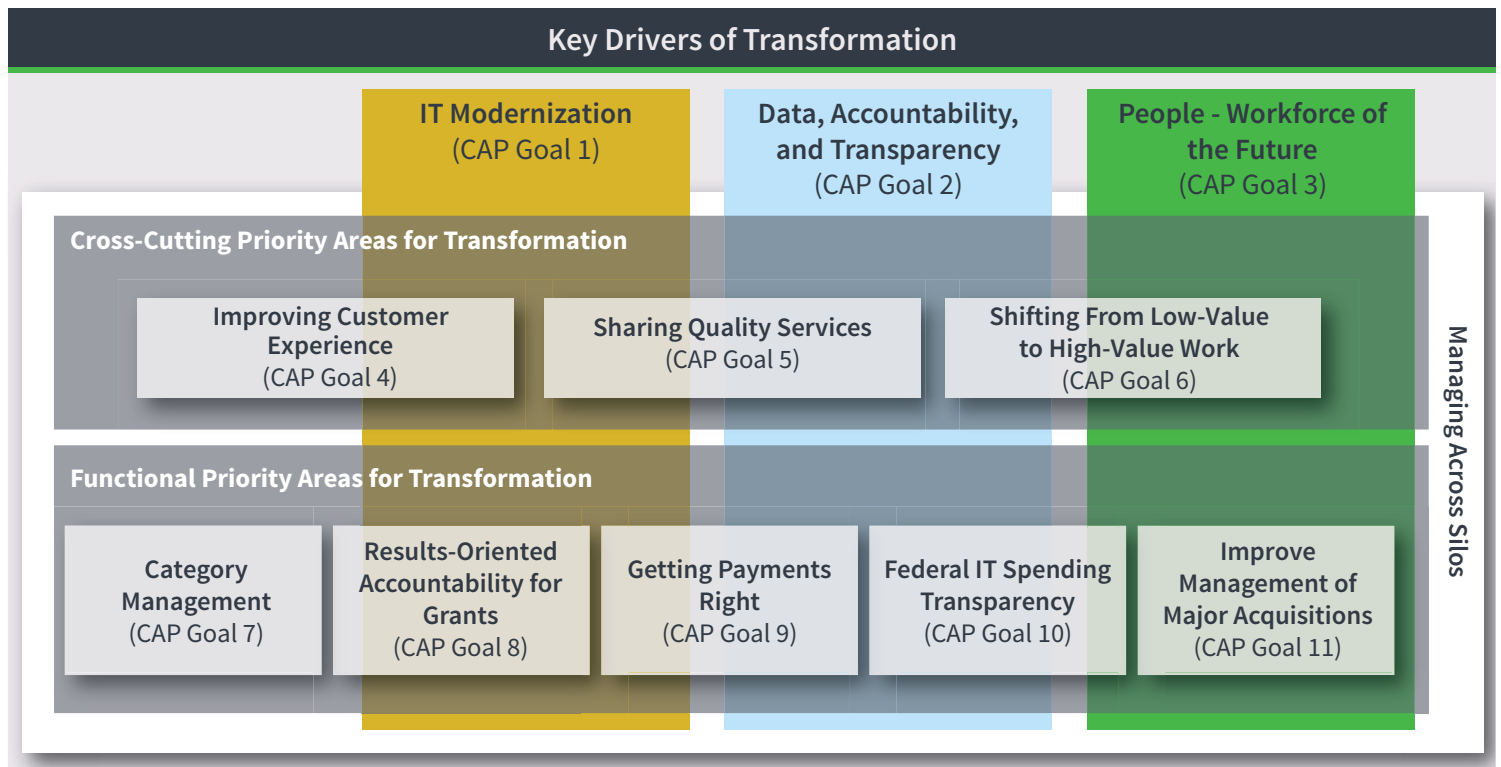 Key Drivers of Transformation
IT Modernization
(CAP Goal 1)
Data, Accountability,
and Transparency
(CAP Goal 2)
People - Workforce of
the Future
(CAP Goal 3)
Cross-Cutting Priority Areas for Transformation
Improving Customer
Experience
(CAP Goal 4)
Sharing Quality Services
(CAP Goal 5)
Shifting From Low-Value
to High-Value Work
(CAP Goal 6)
Functional Priority Areas for Transformation
Category
Management
(CAP Goal 7)
Results-Oriented
Accountability for
Grants
(CAP Goal 8)
Getting Payments
Right
(CAP Goal 9)
Federal IT Spending
Transparency
(CAP Goal 10)
Improve
Management of
Major Acquisitions
(CAP Goal 11)
Managing Across Silos